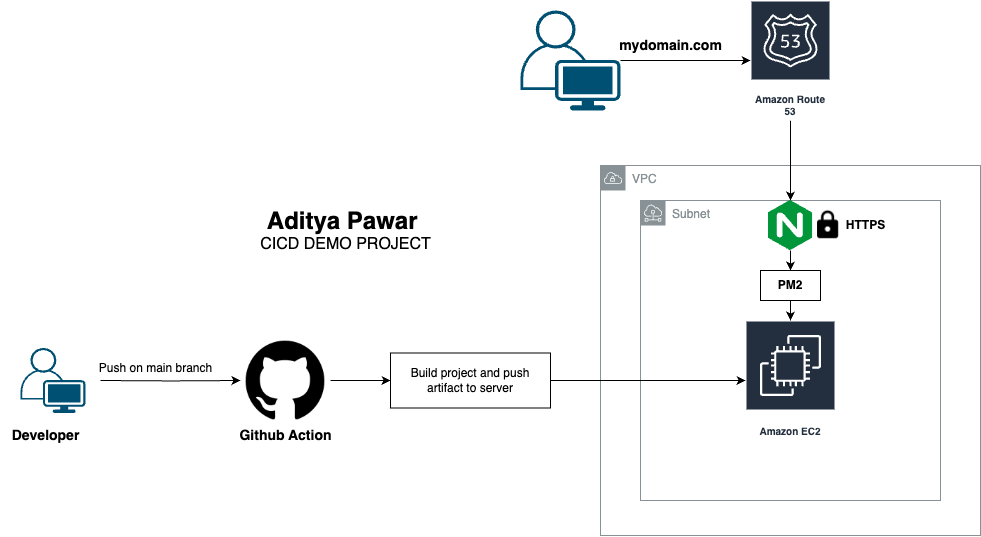 mydomain.com
53
Amazon Route
53
VPC
Subnet
N
HTTPS
Aditya Pawar
CICD DEMO PROJECT
PM2
Push on main branch
Build project and push
artifact to server
Developer
Github Action
Amazon EC2